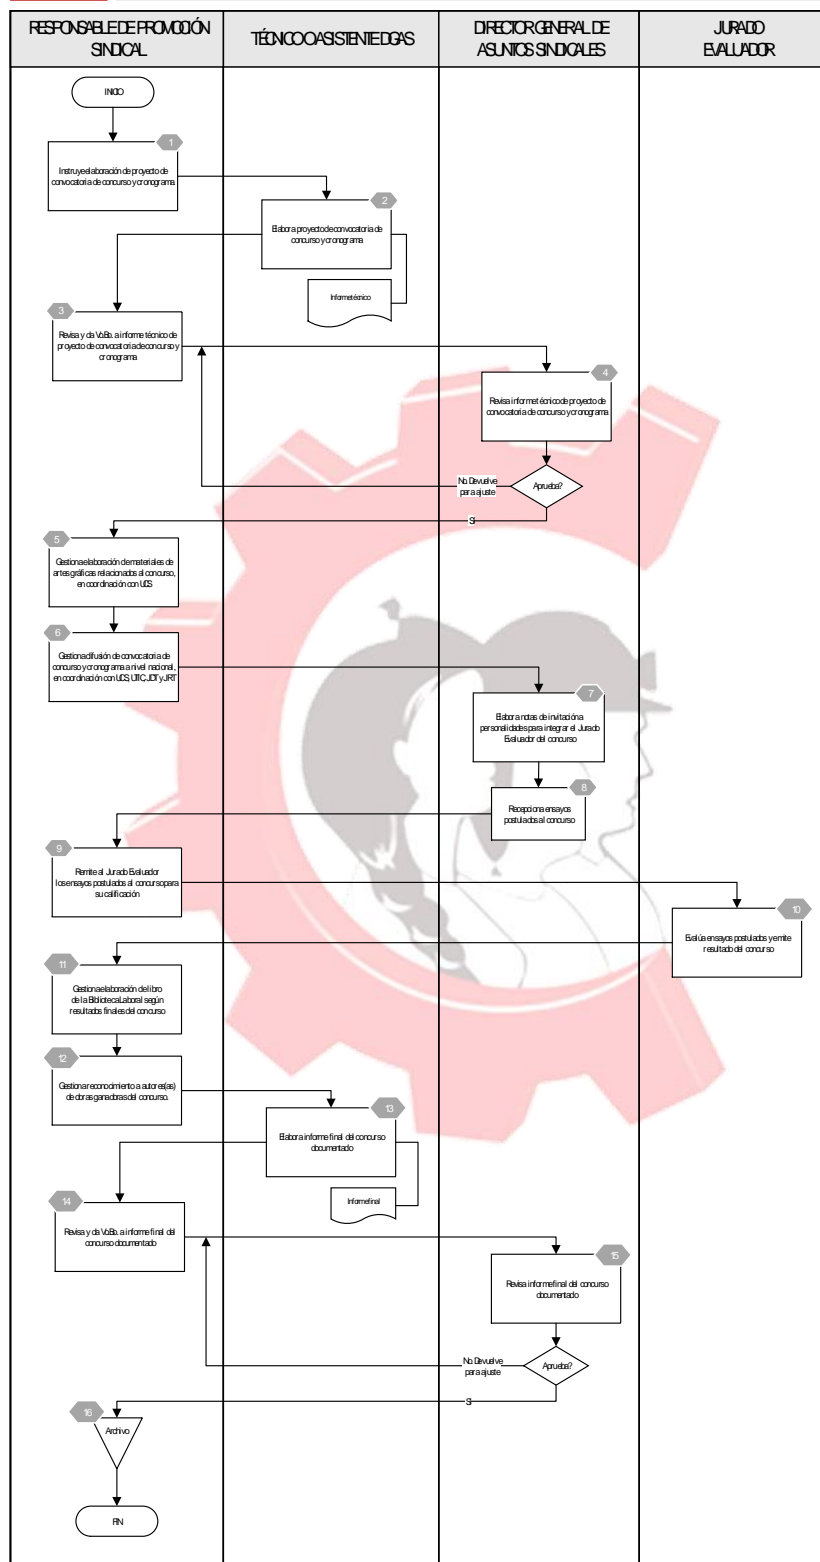 RESPONSABLE DE PROMOCIÓN
SINDICAL
TÉCNICO O ASISTENTE DGAS
DIRECTOR GENERAL DE
ASUNTOS SINDICALES
JURADO
EVALUADOR
INICIO
1
Instruye elaboración de proyecto de
convocatoria de concurso y cronograma.
2
Elabora proyecto de convocatoria de
concurso y cronograma
Informe técnico
3
Revisa y da Vo.Bo. a informe técnico de
proyecto de convocatoria de concurso y
cronograma
4
Revisa informe técnico de proyecto de
convocatoria de concurso y cronograma
No. Devuelve
para ajuste
Aprueba?
Si
5
Gestiona elaboración de materiales de
artes gráficas relacionados al concurso,
en coordinación con UCS
6
Gestiona difusión de convocatoria de
concurso y cronograma a nivel nacional,
en coordinación con UCS, UTIC, JDT y JRT
7
Elabora notas de invitación a
personalidades para integrar el Jurado
Evaluador del concurso
8
Recepciona ensayos
postulados al concurso
9
Remite al Jurado Evaluador
los ensayos postulados al concurso para
su calificación
10
Evalúa ensayos postulados y emite
resultado del concurso
11
Gestiona elaboración de libro
de la Biblioteca Laboral según
resultados finales del concurso
12
Gestionar econocimiento a autores(as)
de obras ganadoras del concurso.
13
Elabora informe final del concurso
documentado
Informe final
14
Revisa y da Vo.Bo. a informe final del
concurso documentado
15
Revisa informe final del concurso
documentado
No. Devuelve
para ajuste
Aprueba?
Si
16
Archivo
FIN